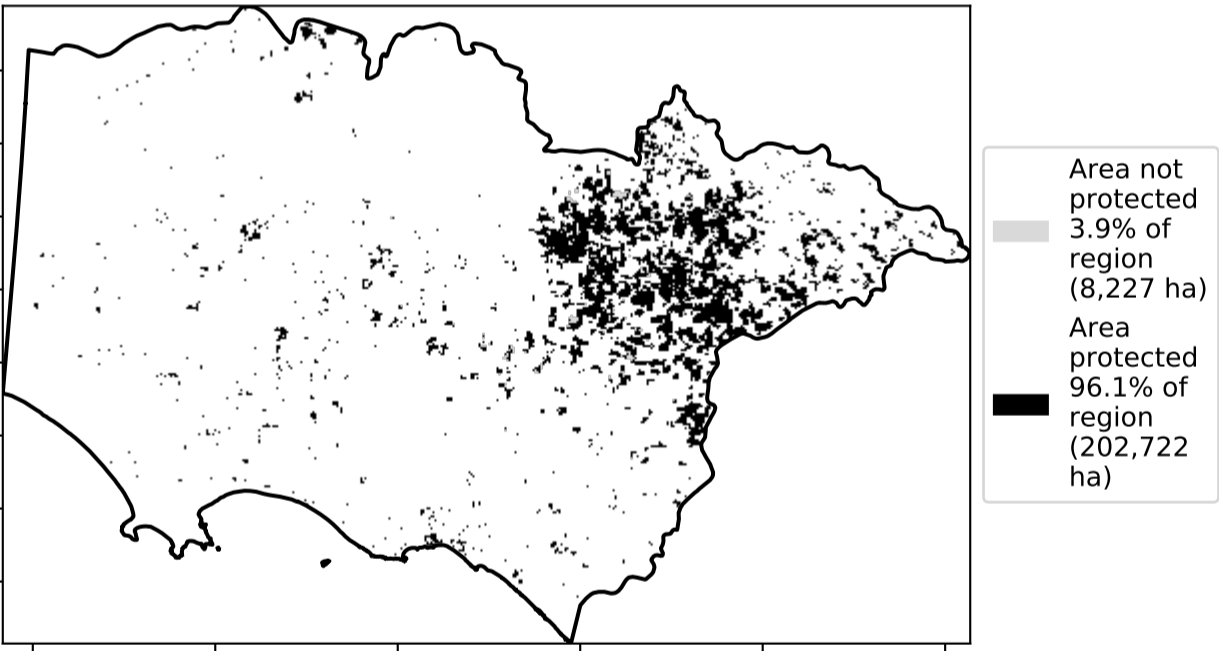 Area not
protected
3.9% of
region
(8,227 ha)
Area
protected
96.1% of
region
(202,722
ha)